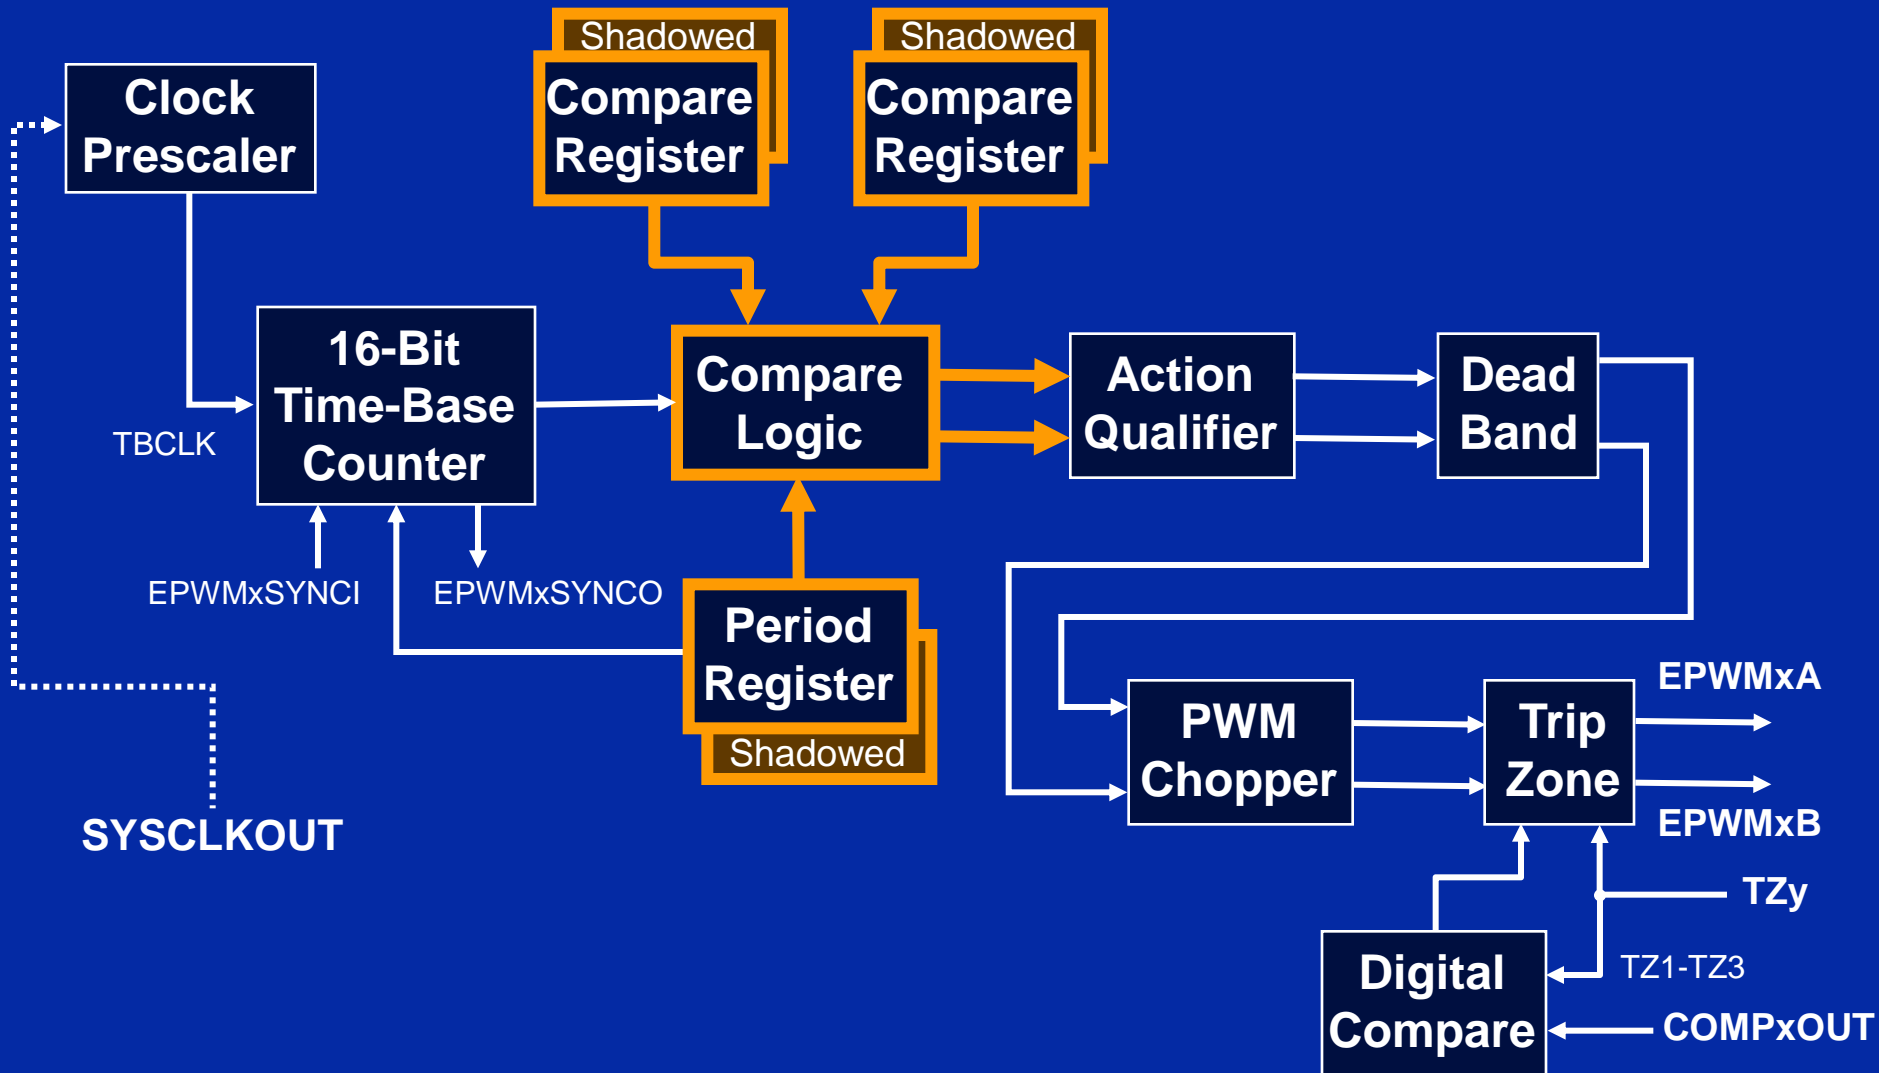 Shadowed
Compare
Register
Shadowed
Compare
Register
Clock
Prescaler
16-Bit
Time-Base
Counter
TBCLK
Compare
Logic
Action
Qualifier
Dead
Band
EPWMxSYNCI
EPWMxSYNCO
Period
Register
Shadowed
PWM
Chopper
Trip
Zone
EPWMxA
EPWMxB
SYSCLKOUT
TZy
TZ1-TZ3
Digital
Compare
COMPxOUT